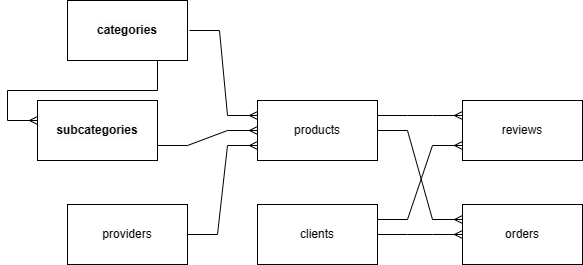 categories
subcategories
products
reviews
providers
clients
orders